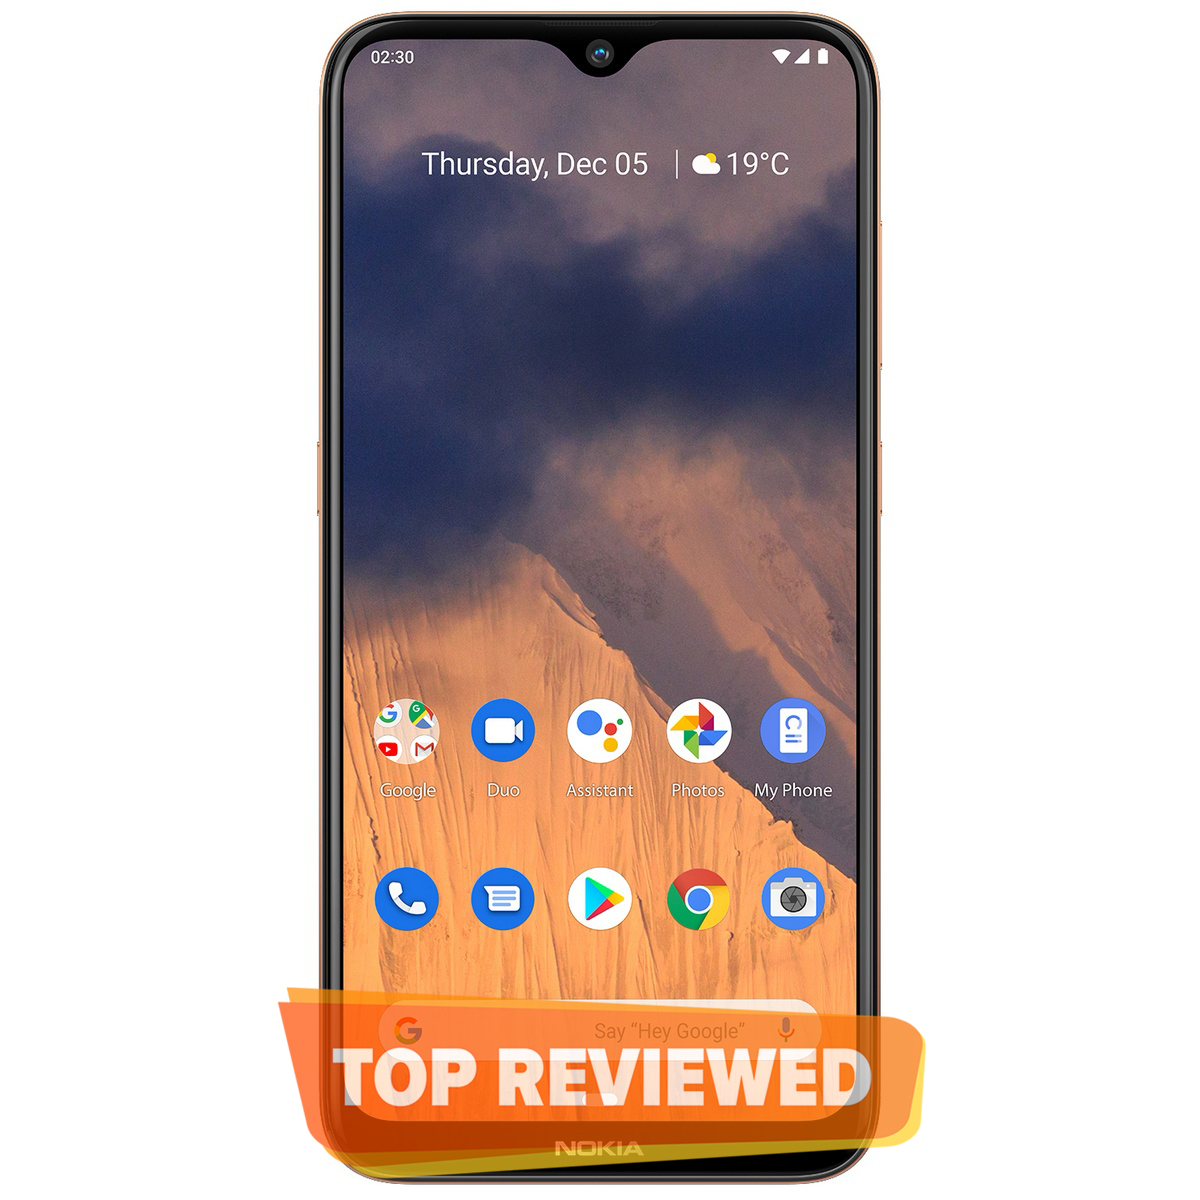 02:30
Thursday, Dec 05 | 19°C
Google Duo Assistant Photos My Phone
Say “Hey Google”
TOP REVIEWED
NOKIA